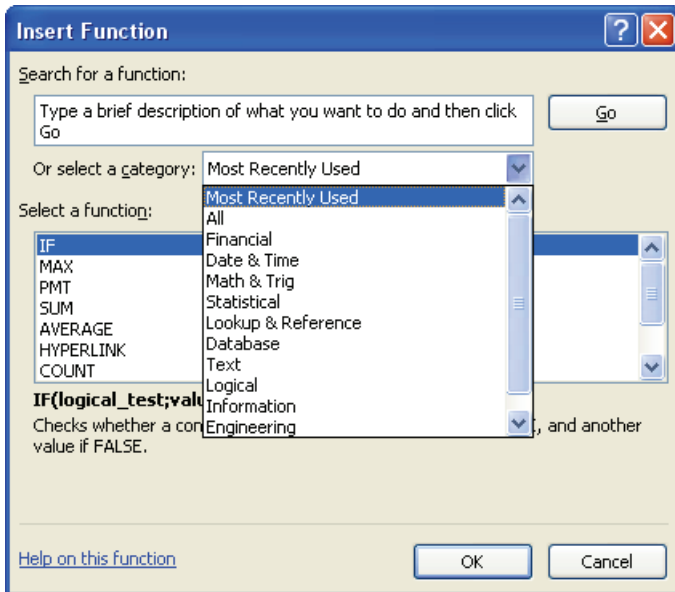 Insert Function
Search for a function:
Type a brief description of what you want to do and then click
Go
Go
Or select a category: Most Recently Used
Most Recently Used
All
Financial
Date & Time
Math & Trig
Statistical
Lookup & Reference
Database
Text
Logical
Information
Engineering
Select a function:
IF
MAX
PMT
SUM
AVERAGE
HYPERLINK
COUNT
IF(logical_test;valu
Checks whether a con , and another
value if FALSE.
Help on this function
OK
Cancel